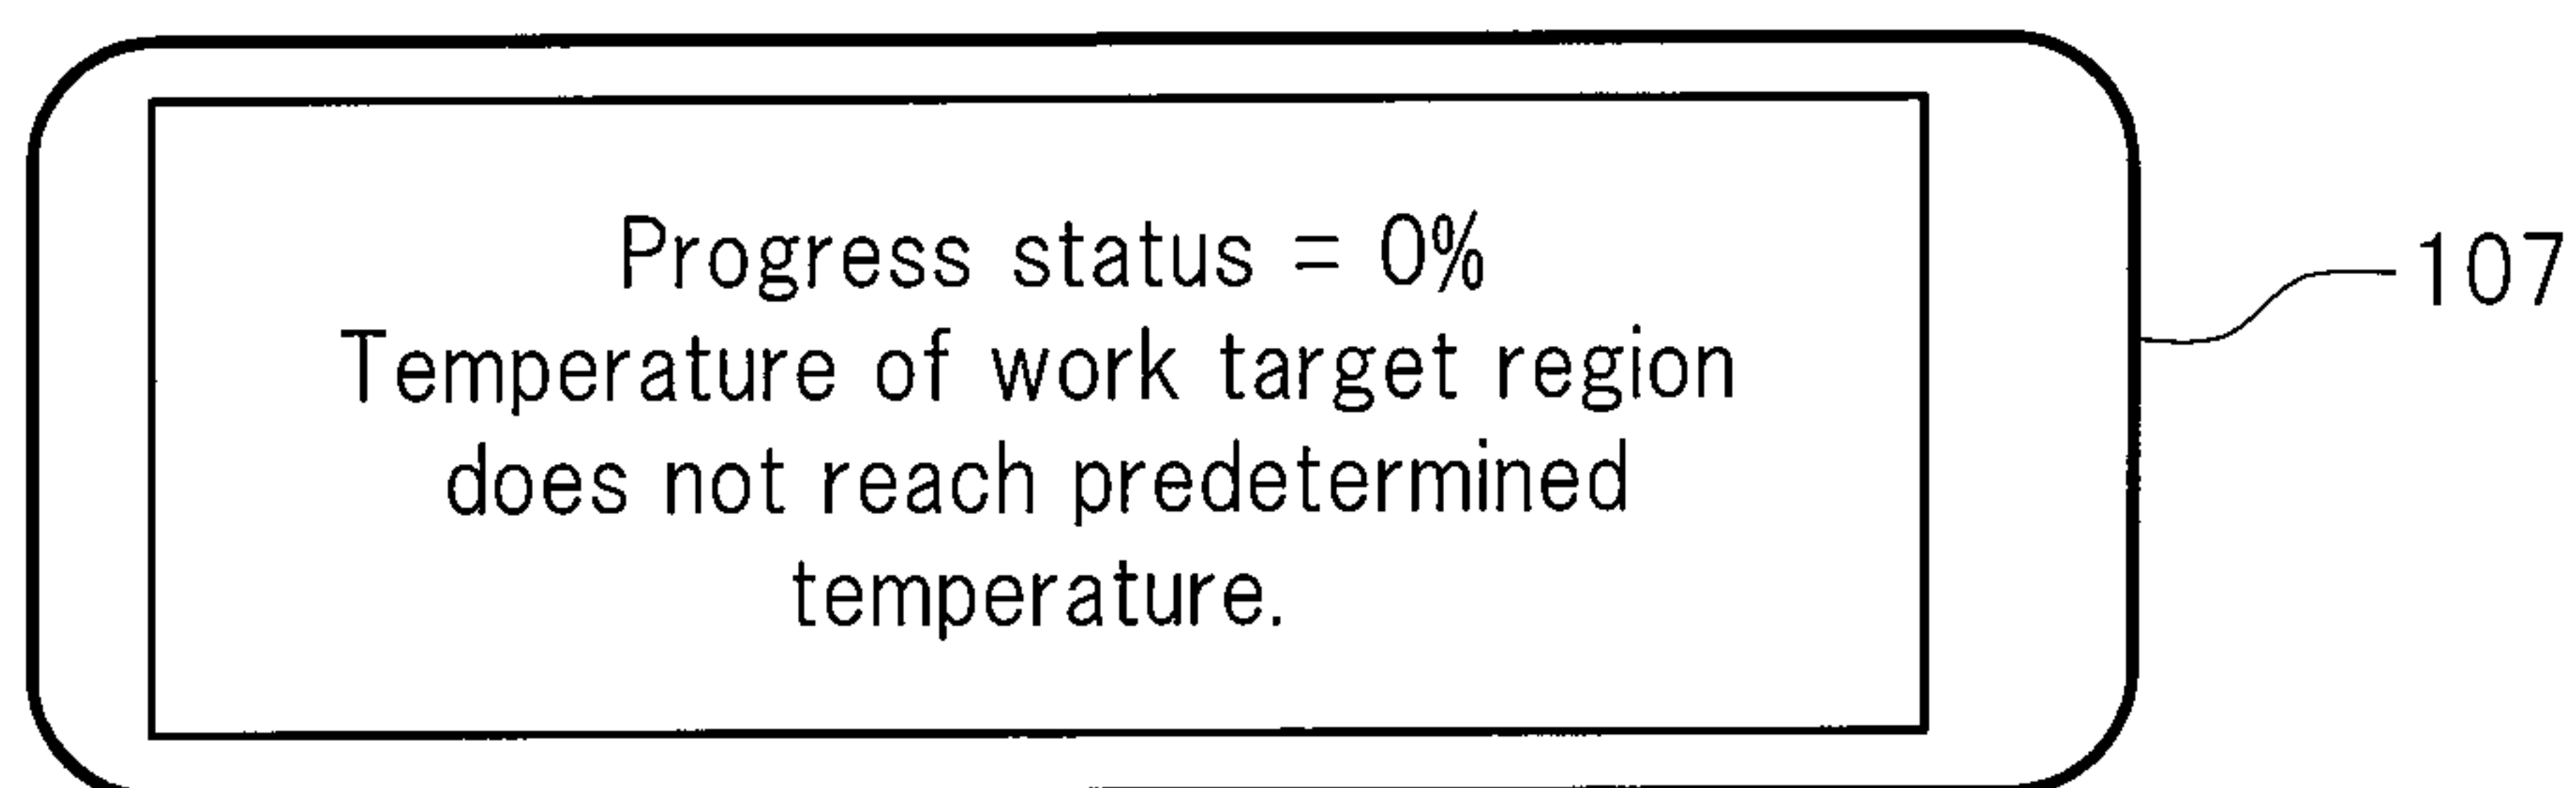 Progress status = 0%
Temperature of work target region
does not reach predetermined
temperature.
107